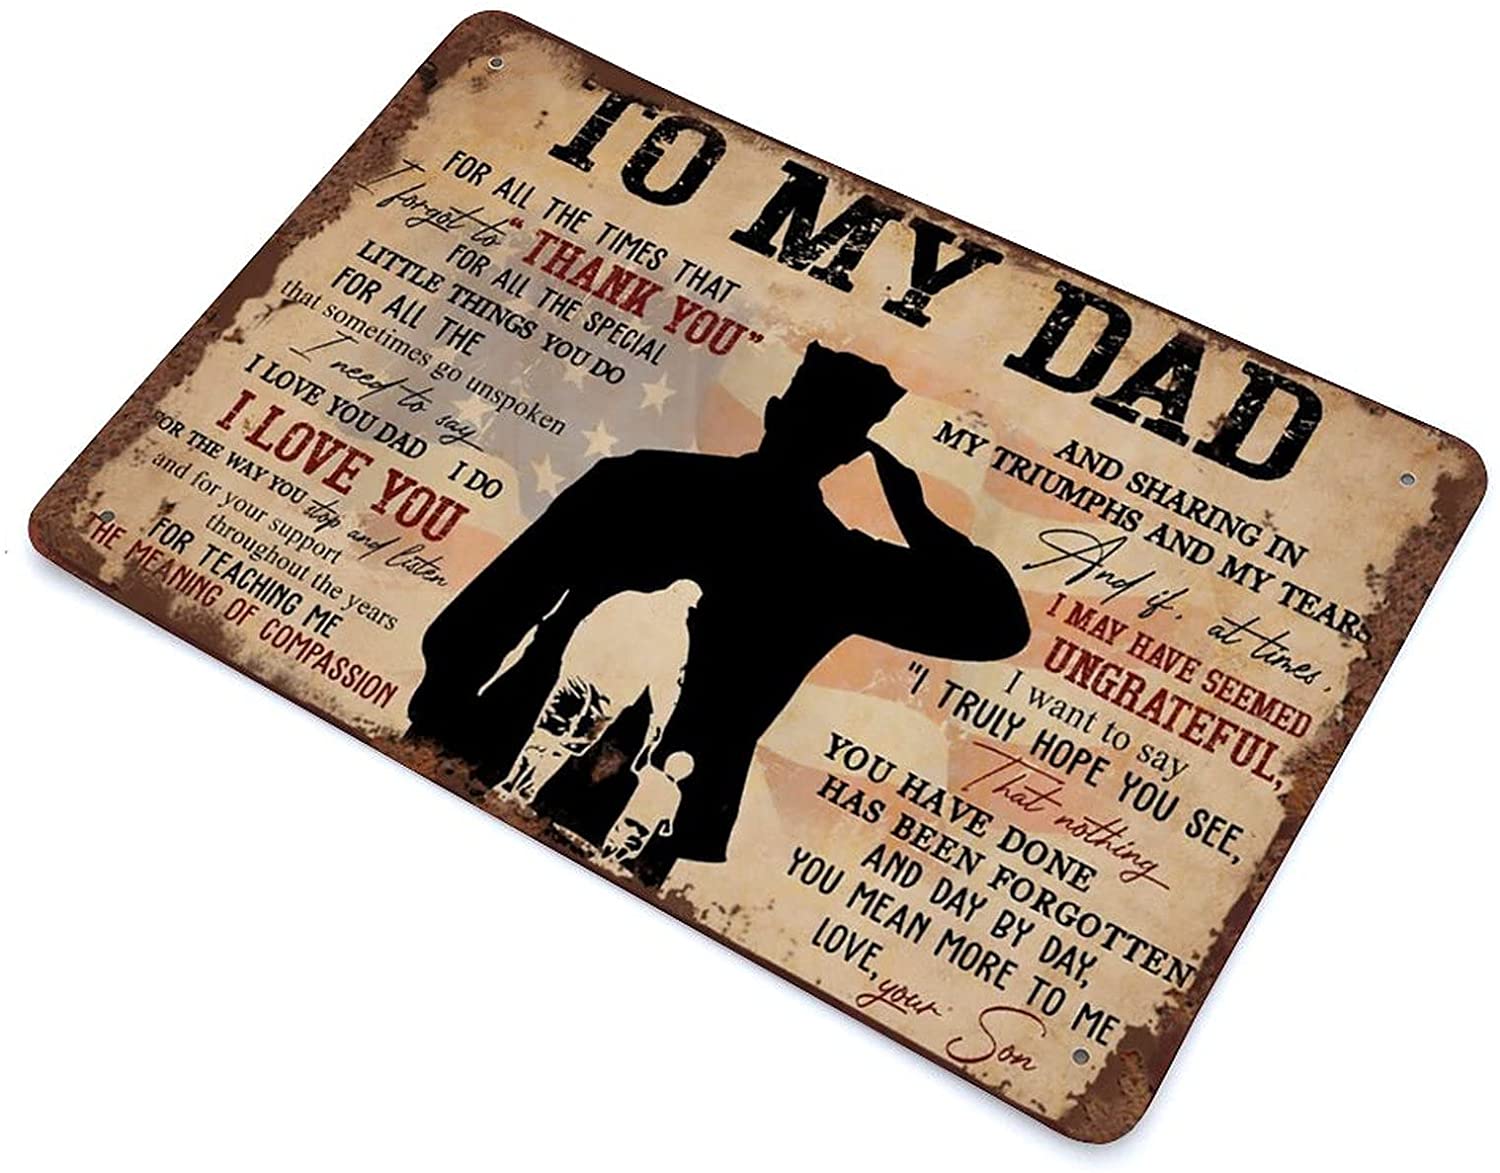 TO MY DAD
FOR ALL THE TIMES THAT
I forgot to "THANK YOU"
FOR ALL THE SPECIAL
LITTLE THINGS YOU DO
FOR ALL THE
that sometimes go unspoken
I need to say
I LOVE YOU DAD I DO
I LOVE YOU
FOR THE WAY YOU stop and listen
and for your support
throughout the years
FOR TEACHING ME
THE MEANING OF COMPASSION
AND SHARING IN
MY TRIUMPHS AND MY TEARS
And if, at times,
I MAY HAVE SEEMED
UNGRATEFUL,
I want to say
"I TRULY HOPE YOU SEE,
That nothing
YOU HAVE DONE
HAS BEEN FORGOTTEN
AND DAY BY DAY,
YOU MEAN MORE TO ME
LOVE, your Son